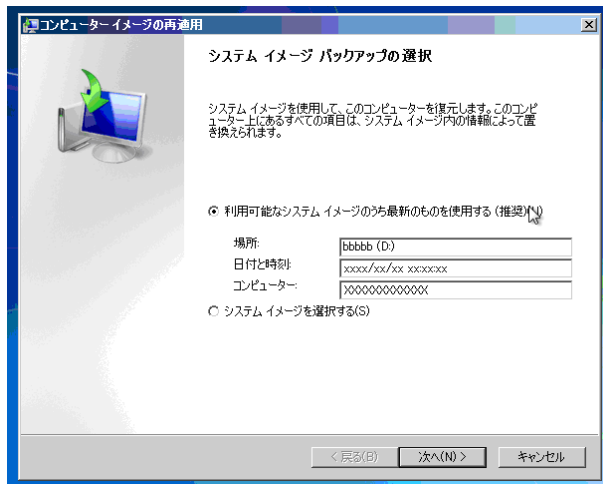 コンピューター イメージの再適用
システム イメージ バックアップの選択
システム イメージを使用して、このコンピューターを復元します。このコンピ
ューター上にあるすべての項目は、システム イメージ内の情報によって置
き換えられます。
利用可能なシステム イメージのうち最新のものを使用する (推奨)(U)
場所:
bbbbb (D:)
日付と時刻:
xxxx/xx/xx xx:xx:xx
コンピューター:
XXXXXXXXXXXXX
システム イメージを選択する(S)
< 戻る(B)
次へ(N) >
キャンセル